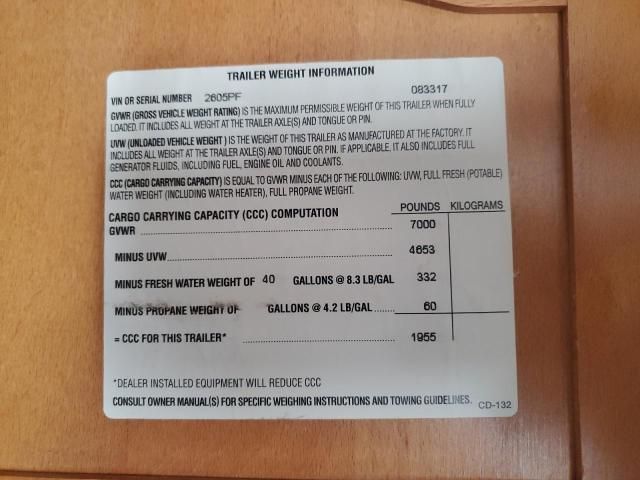 TRAILER WEIGHT INFORMATION
VIN OR SERIAL NUMBER 2605PF 083317
GVWR (GROSS VEHICLE WEIGHT RATING) IS THE MAXIMUM PERMISSIBLE WEIGHT OF THIS TRAILER WHEN FULLY
LOADED. IT INCLUDES ALL WEIGHT AT THE TRAILER AXLE(S) AND TONGUE OR PIN.
UVW (UNLOADED VEHICLE WEIGHT ) IS THE WEIGHT OF THIS TRAILER AS MANUFACTURED AT THE FACTORY. IT
INCLUDES ALL WEIGHT AT THE TRAILER AXLE(S) AND TONGUE OR PIN. IF APPLICABLE, IT ALSO INCLUDES FULL
GENERATOR FLUIDS, INCLUDING FUEL, ENGINE OIL AND COOLANTS.
CCC (CARGO CARRYING CAPACITY) IS EQUAL TO GVWR MINUS EACH OF THE FOLLOWING: UVW, FULL FRESH (POTABLE)
WATER WEIGHT (INCLUDING WATER HEATER), FULL PROPANE WEIGHT.
POUNDS KILOGRAMS
CARGO CARRYING CAPACITY (CCC) COMPUTATION
GVWR 7000
MINUS UVW 4653
MINUS FRESH WATER WEIGHT OF 40 GALLONS @ 8.3 LB/GAL 332
MINUS PROPANE WEIGHT OF GALLONS @ 4.2 LB/GAL 60
= CCC FOR THIS TRAILER* 1955
*DEALER INSTALLED EQUIPMENT WILL REDUCE CCC
CONSULT OWNER MANUAL(S) FOR SPECIFIC WEIGHING INSTRUCTIONS AND TOWING GUIDELINES. CD-132